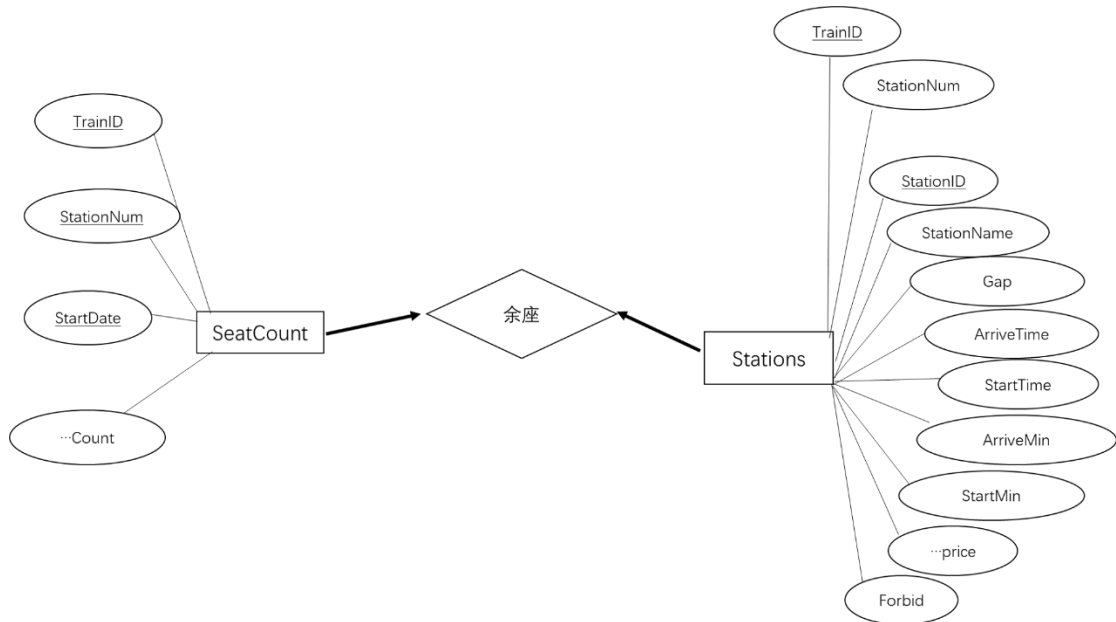 TrainID
StationNum
StartDate
···Count
SeatCount
余座
Stations
TrainID
StationNum
StationID
StationName
Gap
ArriveTime
StartTime
ArriveMin
StartMin
···price
Forbid